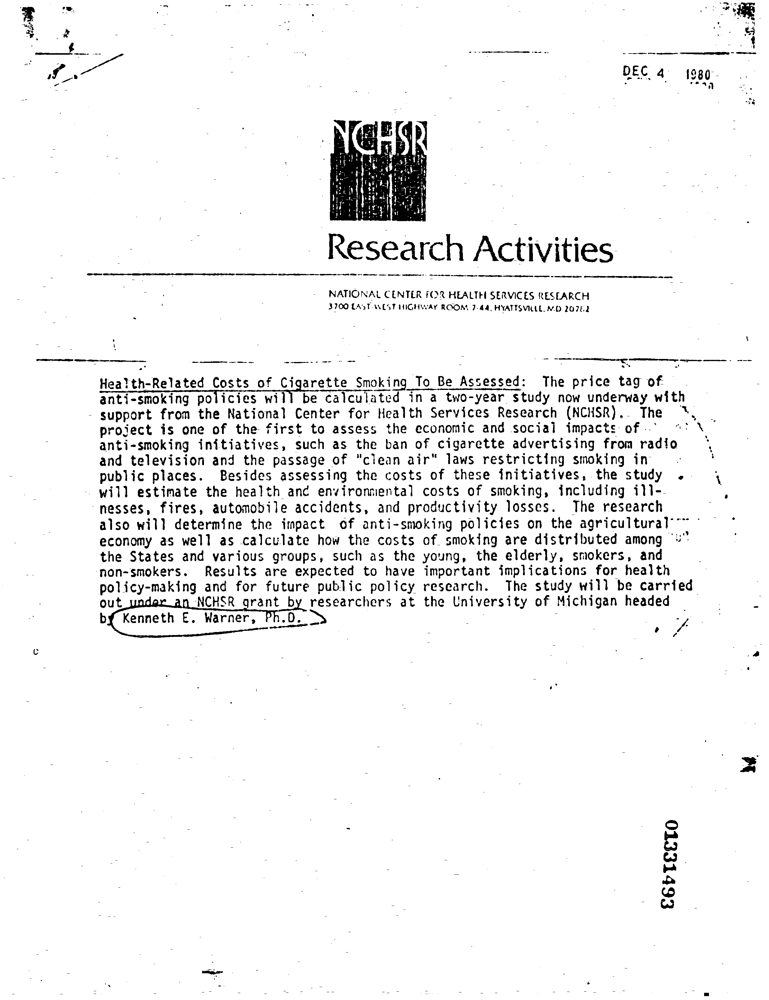 DEC 4 1980
NCHSR
Research Activities
NATIONAL CENTER FOR HEALTH SERVICES RESEARCH
3700 EAST-WEST HIGHWAY ROOM 7-44, HYATTSVILLE, MD 20782
Health-Related Costs of Cigarette Smoking To Be Assessed: The price tag of
anti-smoking policies will be calculated in a two-year study now underway with
support from the National Center for Health Services Research (NCHSR). The
project is one of the first to assess the economic and social impacts of
anti-smoking initiatives, such as the ban of cigarette advertising from radio
and television and the passage of "clean air" laws restricting smoking in
public places. Besides assessing the costs of these initiatives, the study
will estimate the health and environmental costs of smoking, including ill-
nesses, fires, automobile accidents, and productivity losses. The research
also will determine the impact of anti-smoking policies on the agricultural
economy as well as calculate how the costs of smoking are distributed among
the States and various groups, such as the young, the elderly, smokers, and
non-smokers. Results are expected to have important implications for health
policy-making and for future public policy research. The study will be carried
out under an NCHSR grant by researchers at the University of Michigan headed
by Kenneth E. Warner, Ph.D.
01331493